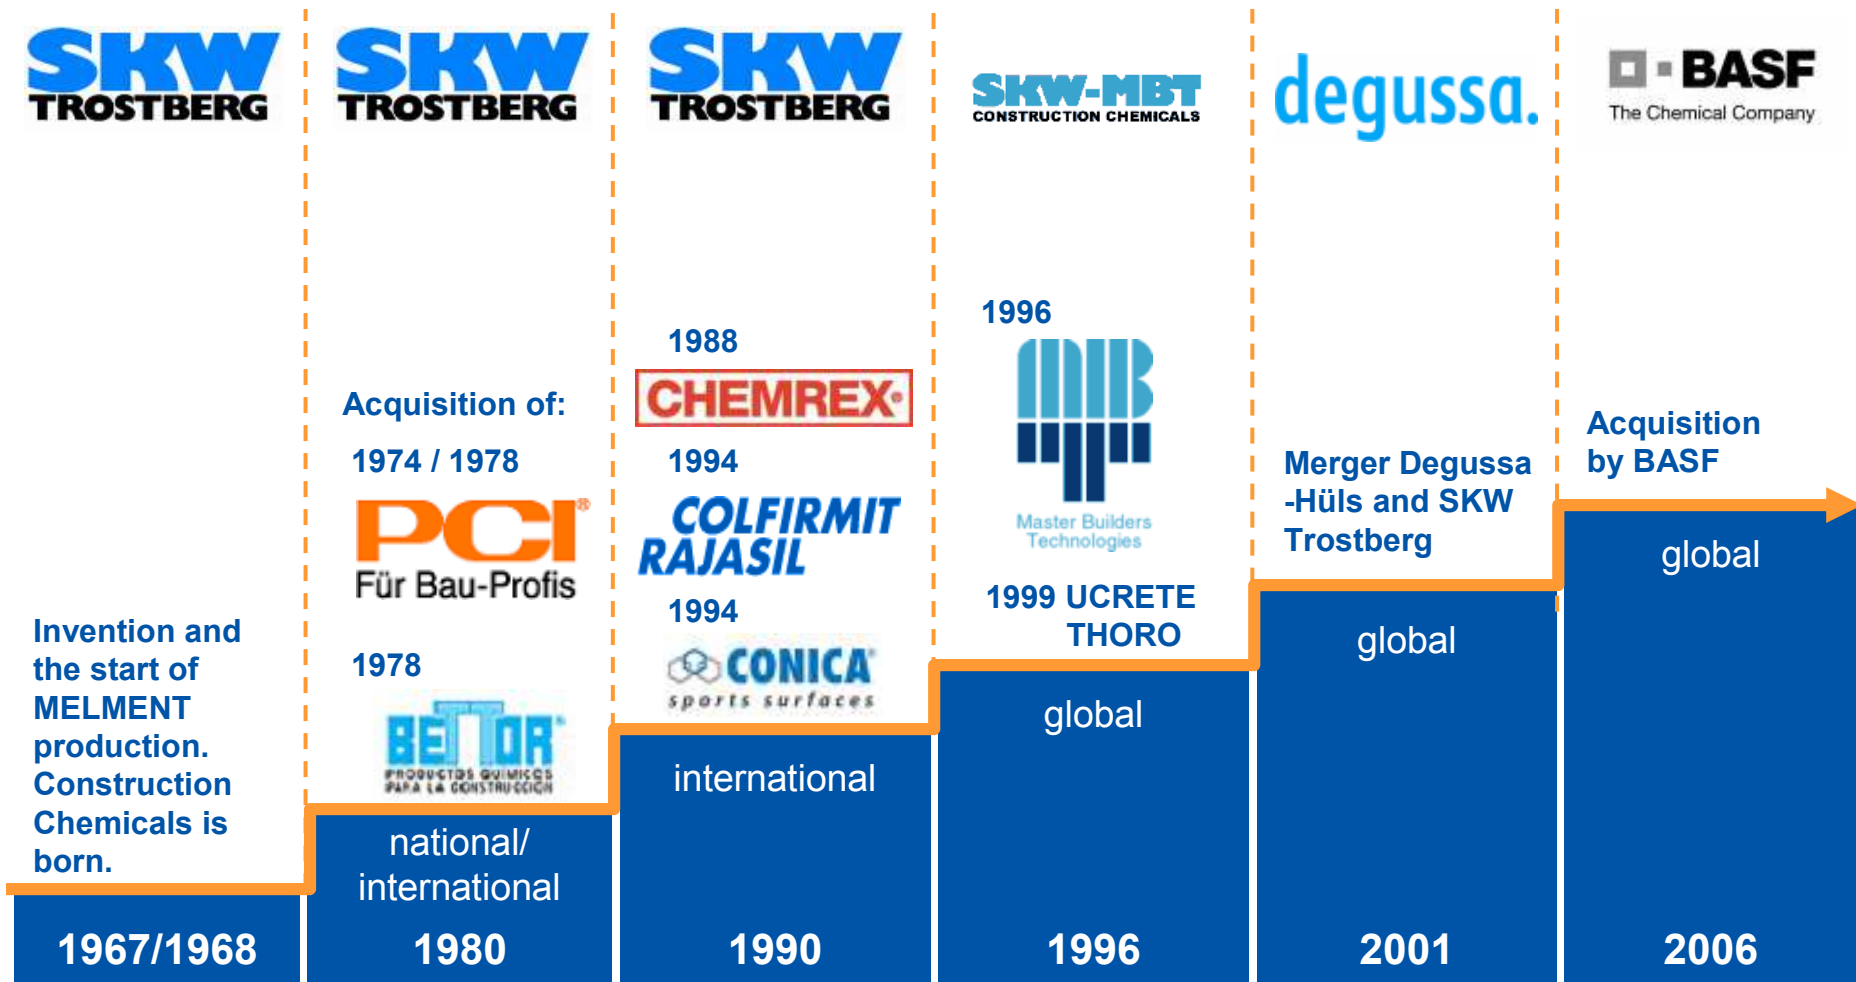 SKW
TROSTBERG
Invention and
the start of
MELMENT
production.
Construction
Chemicals is
born.
1967/1968
SKW
TROSTBERG
Acquisition of:
1974 / 1978
PCI®
Für Bau-Profis
1978
BETTOR®
PRODUCTOS QUIMICOS
PARA LA CONSTRUCCION
national/
international
1980
SKW
TROSTBERG
1988
CHEMREX®
1994
COLFIRMIT
RAJASIL
1994
CONICA®
sports surfaces
international
1990
SKW-MBT
CONSTRUCTION CHEMICALS
1996
MBT
Master Builders
Technologies
1999 UCRETE
THORO
global
1996
degussa.
Merger Degussa
-Hüls and SKW
Trostberg
global
2001
BASF
The Chemical Company
Acquisition
by BASF
global
2006